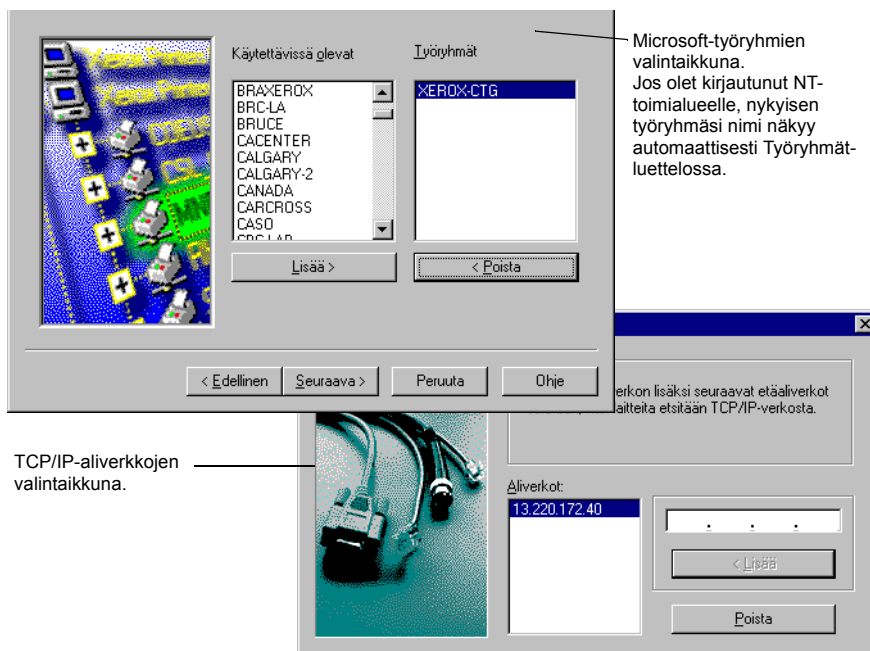 Käytettävissä olevat
BRAXEROX
BRC-LA
BRUCE
CACENTER
CALGARY
CALGARY-2
CANADA
CARCROSS
CASO
Lisää >
Työryhmät
XEROX-CTG
< Poista
< Edellinen
Seuraava >
Peruuta
Ohje
Microsoft-työryhmien
valintaikkuna.
Jos olet kirjautunut NT-
toimialueelle, nykyisen
työryhmäsi nimi näkyy
automaattisesti Työryhmät-
luettelossa.
lisäksi seuraavat etäaliverkot
etsitään TCP/IP-verkosta.
TCP/IP-aliverkkojen
valintaikkuna.
Aliverkot:
13.220.172.40
. . .
< Lisää
Poista